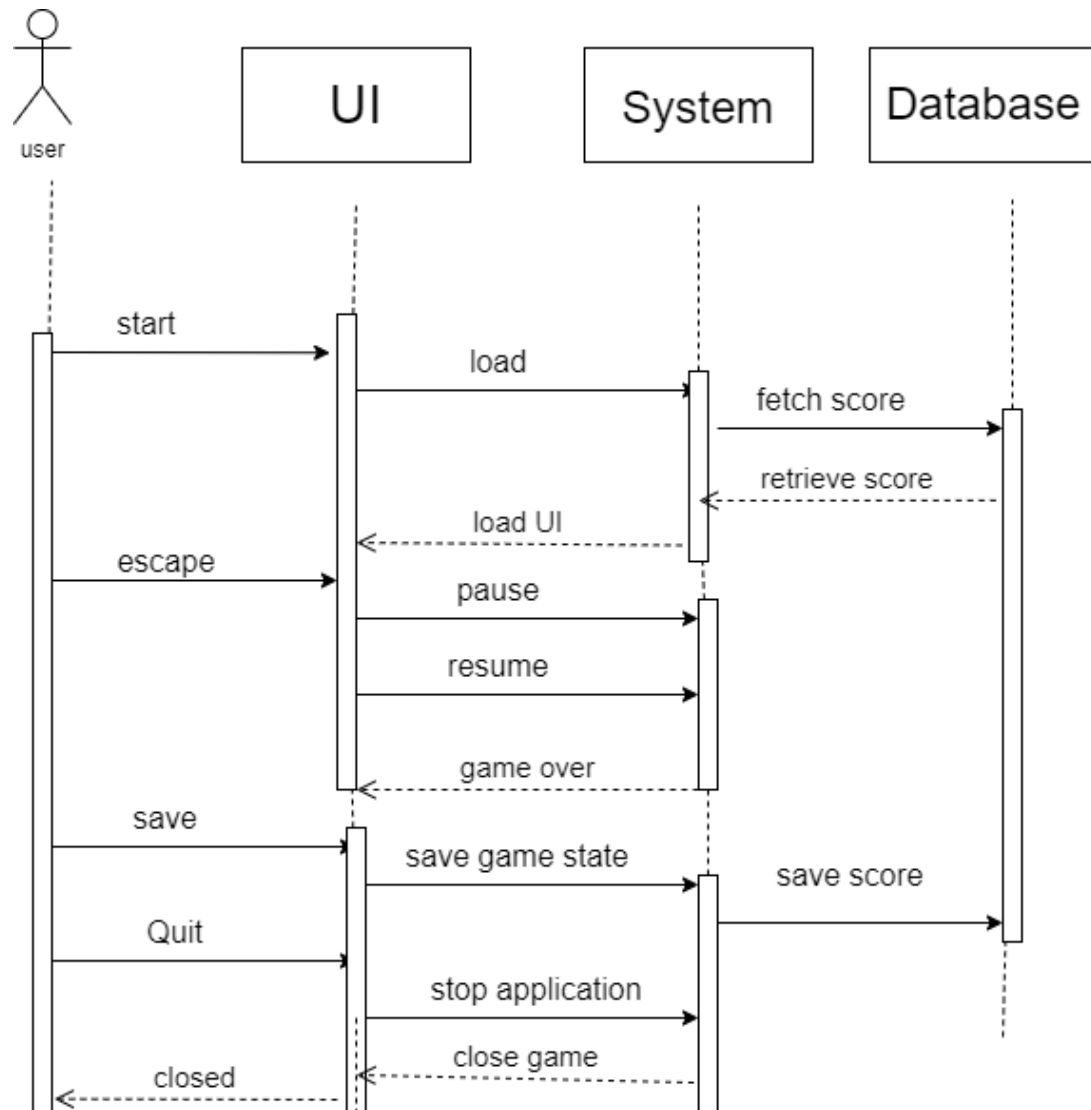 user
UI
System
Database
start
load
fetch score
retrieve score
load UI
escape
pause
resume
game over
save
save game state
save score
Quit
stop application
close game
closed